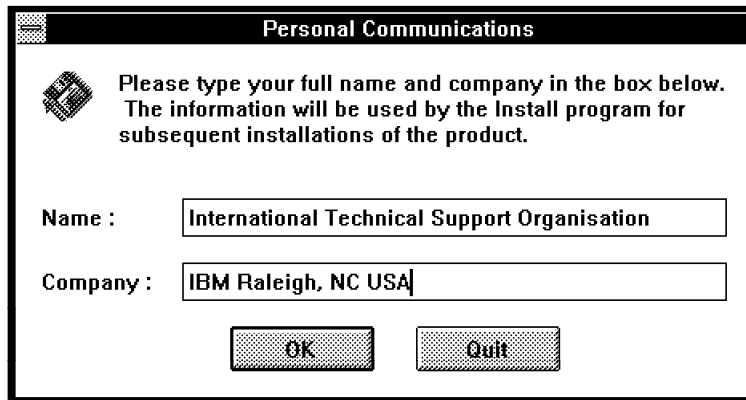 Personal Communications
Please type your full name and company in the box below.
The information will be used by the Install program for
subsequent installations of the product.
Name : International Technical Support Organisation
Company : IBM Raleigh, NC USA
OK Quit